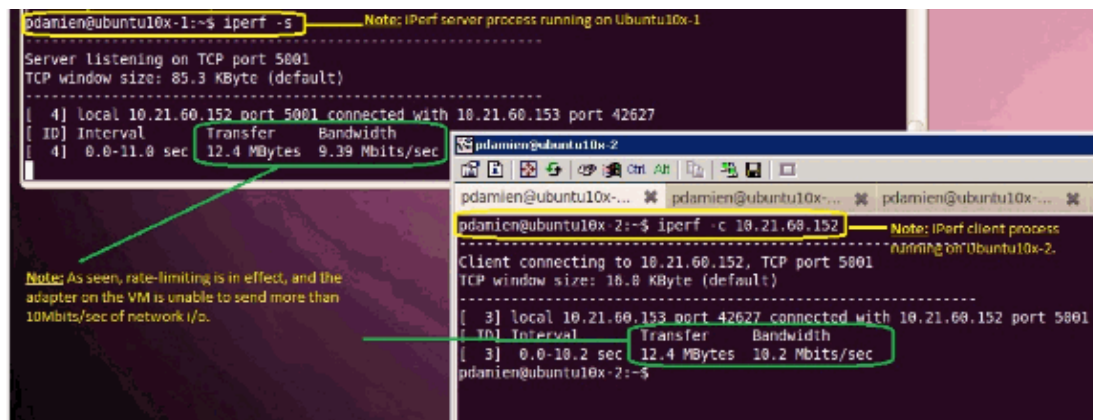 pdamien@ubuntu10x-1:~$ iperf -s
Note: IPerf server process running on Ubuntu10x-1
------------------------------------------------------------
Server listening on TCP port 5001
TCP window size: 85.3 KByte (default)
------------------------------------------------------------
[  4] local 10.21.60.152 port 5001 connected with 10.21.60.153 port 42627
[ ID] Interval       Transfer     Bandwidth
[  4]  0.0-11.0 sec  12.4 MBytes  9.39 Mbits/sec
Note: As seen, rate-limiting is in effect, and the
adapter on the VM is unable to send more than
10Mbits/sec of network i/o.
pdamien@ubuntu10x-2
Ctrl Alt
pdamien@ubuntu10x-... pdamien@ubuntu10x-... pdamien@ubuntu10x-...
pdamien@ubuntu10x-2:~$ iperf -c 10.21.60.152
Note: IPerf client process
running on Ubuntu10x-2.
------------------------------------------------------------
Client connecting to 10.21.60.152, TCP port 5001
TCP window size: 16.0 KByte (default)
------------------------------------------------------------
[  3] local 10.21.60.153 port 42627 connected with 10.21.60.152 port 5001
[ ID] Interval       Transfer     Bandwidth
[  3]  0.0-10.2 sec  12.4 MBytes  10.2 Mbits/sec
pdamien@ubuntu10x-2:~$